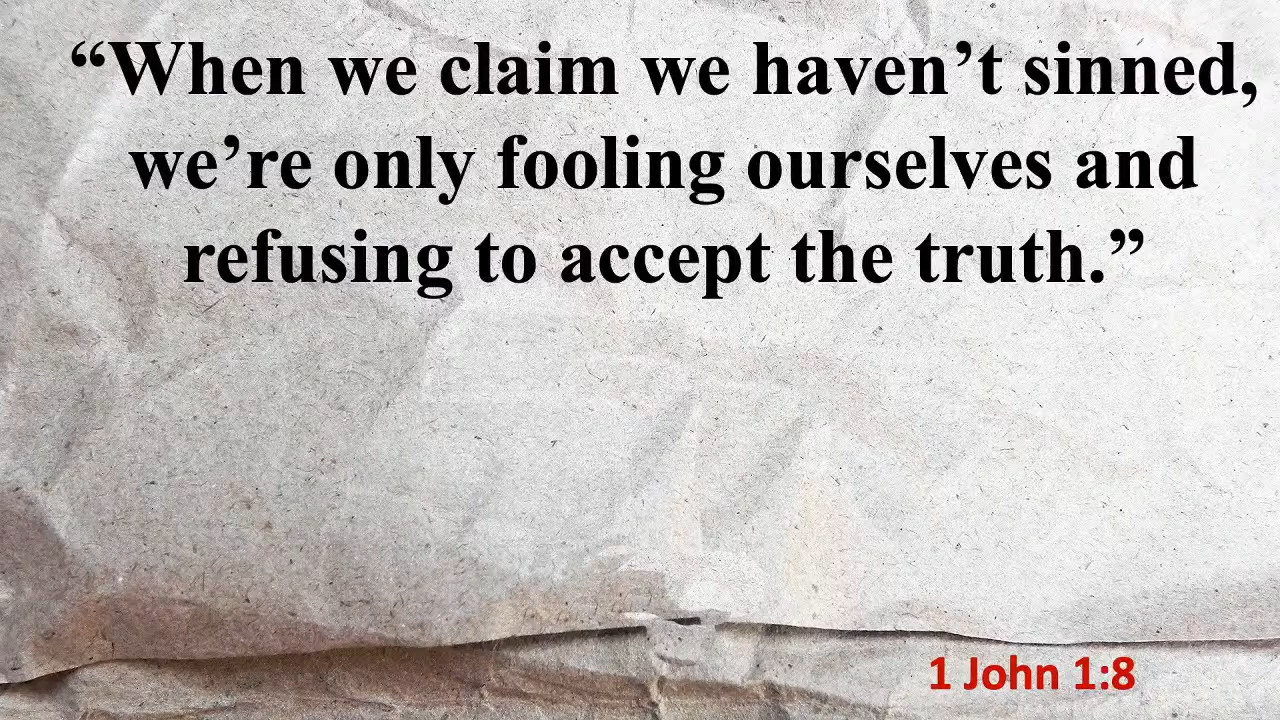 “When we claim we haven’t sinned,
we’re only fooling ourselves and
refusing to accept the truth.”
1 John 1:8